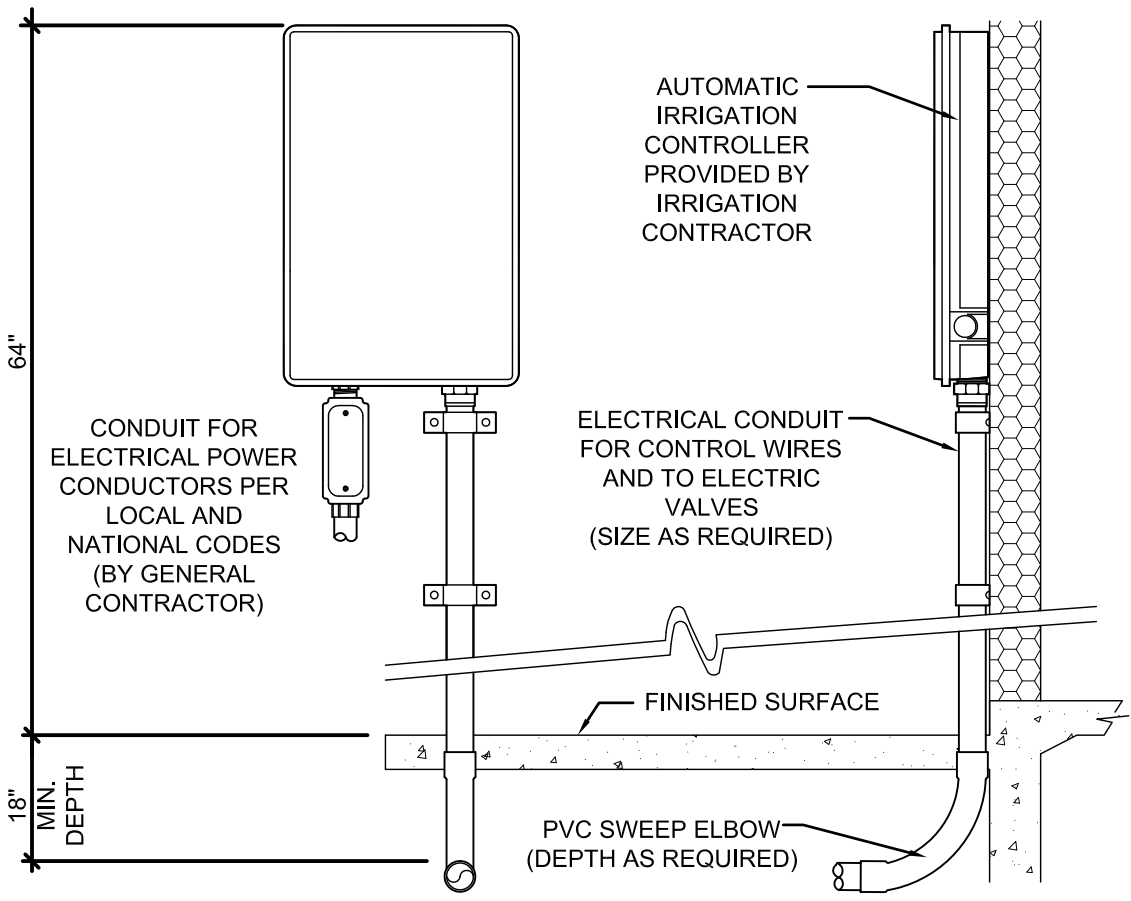 64"
AUTOMATIC
IRRIGATION
CONTROLLER
PROVIDED BY
IRRIGATION
CONTRACTOR
CONDUIT FOR
ELECTRICAL POWER
CONDUCTORS PER
LOCAL AND
NATIONAL CODES
(BY GENERAL
CONTRACTOR)
ELECTRICAL CONDUIT
FOR CONTROL WIRES
AND TO ELECTRIC
VALVES
(SIZE AS REQUIRED)
FINISHED SURFACE
18"
MIN.
DEPTH
PVC SWEEP ELBOW
(DEPTH AS REQUIRED)